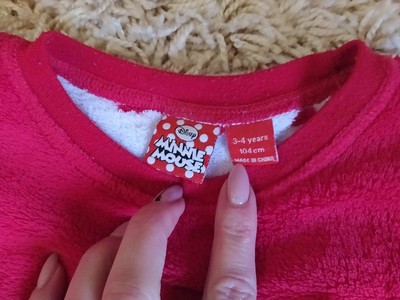 Disney
MINNIE
MOUSE
3-4 years
104 cm
MADE IN CHINA